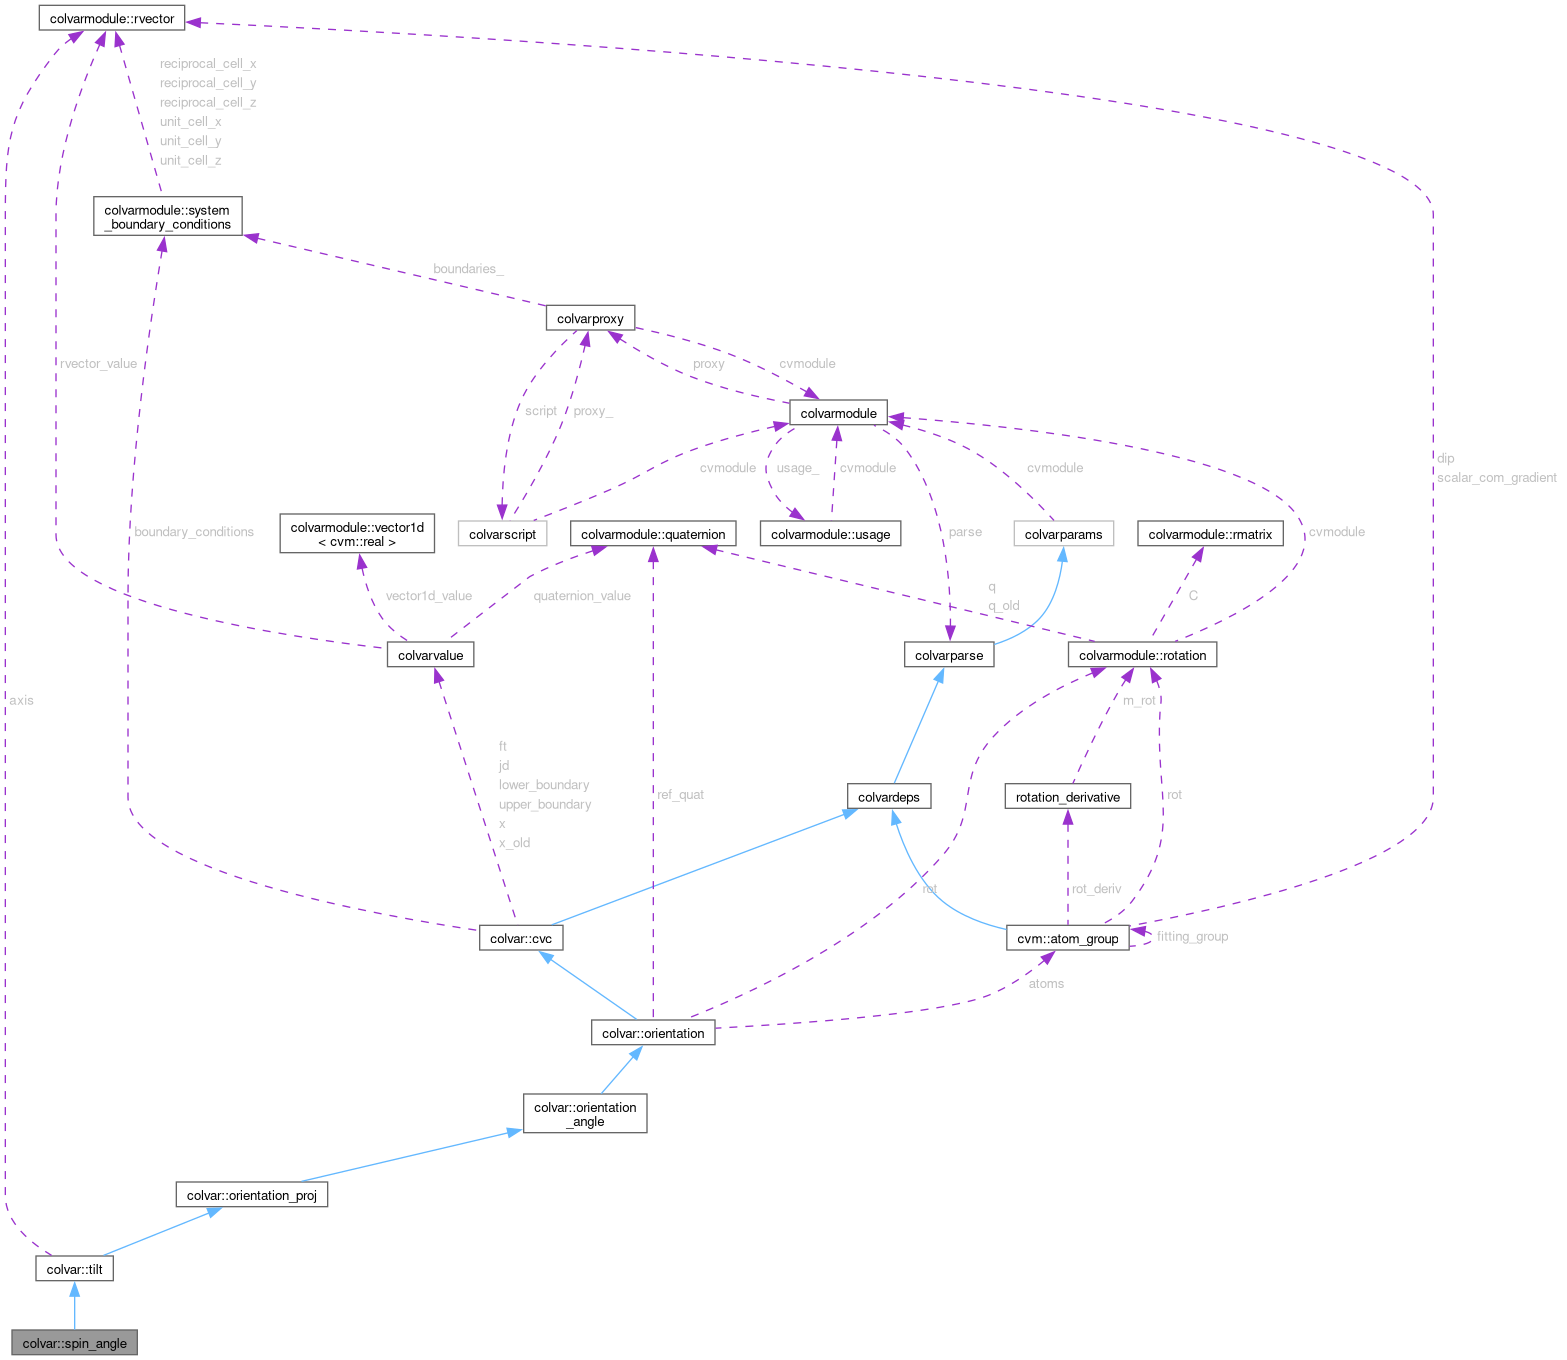 colvarmodule::rvector
reciprocal_cell_x
reciprocal_cell_y
reciprocal_cell_z
unit_cell_x
unit_cell_y
unit_cell_z
colvarmodule::system
_boundary_conditions
boundaries_
colvarproxy
rvector_value
proxy
cvmodule
script
proxy_
colvarmodule
dip
scalar_com_gradient
cvmodule
usage_
cvmodule
cvmodule
colvarmodule::vector1d
< cvm::real >
colvarscript
colvarmodule::quaternion
colvarmodule::usage
colvarparams
colvarmodule::rmatrix
boundary_conditions
parse
cvmodule
vector1d_value
quaternion_value
q
q_old
C
colvarvalue
colvarparse
colvarmodule::rotation
axis
m_rot
ft
jd
lower_boundary
upper_boundary
x
x_old
ref_quat
colvardeps
rotation_derivative
rot
rot
rot_deriv
colvar::cvc
cvm::atom_group
fitting_group
atoms
colvar::orientation
colvar::orientation
_angle
colvar::orientation_proj
colvar::tilt
colvar::spin_angle